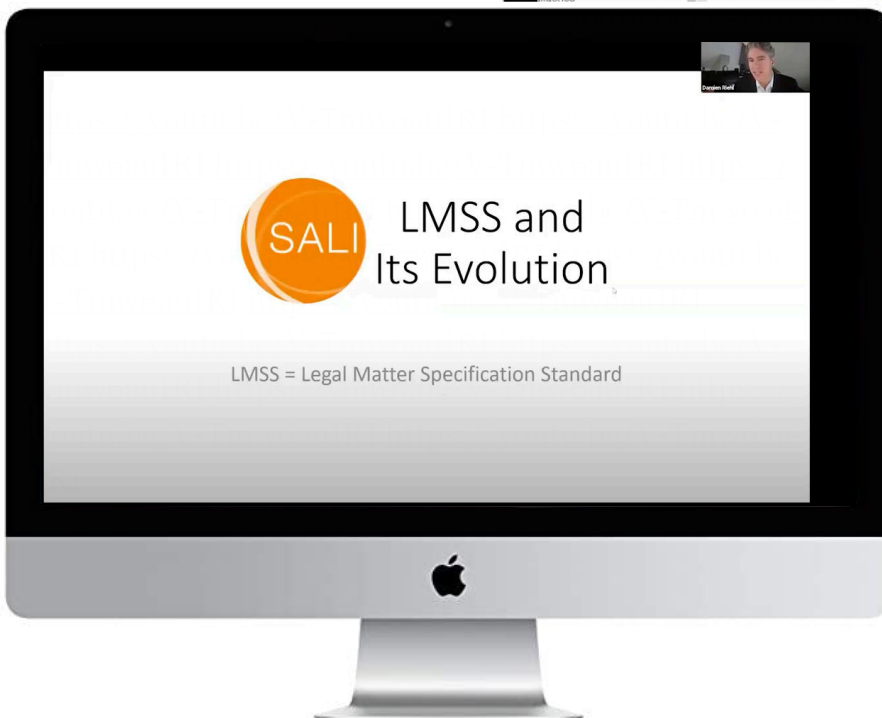 Damien Riehl
SALI
LMSS and
Its Evolution
LMSS = Legal Matter Specification Standard